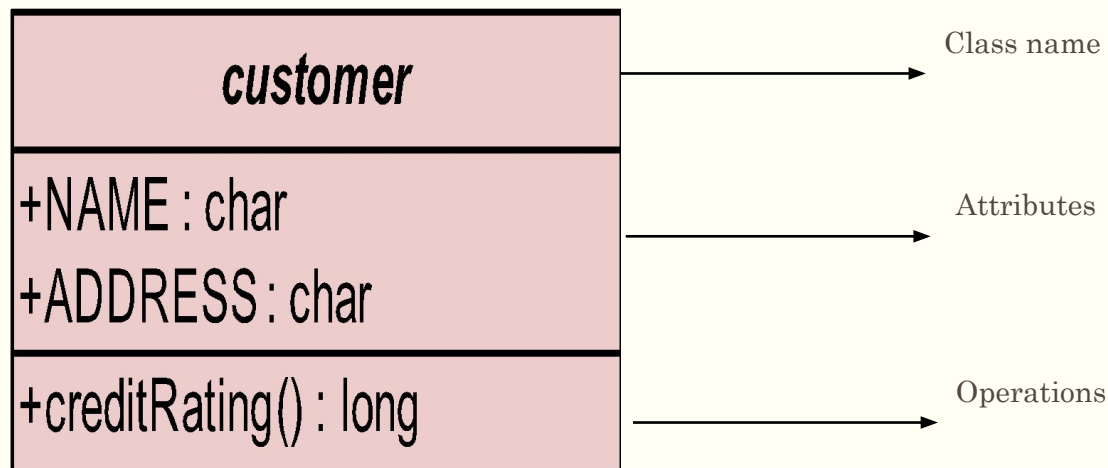 customer
Class name
+NAME : char
+ADDRESS : char
Attributes
+creditRating() : long
Operations